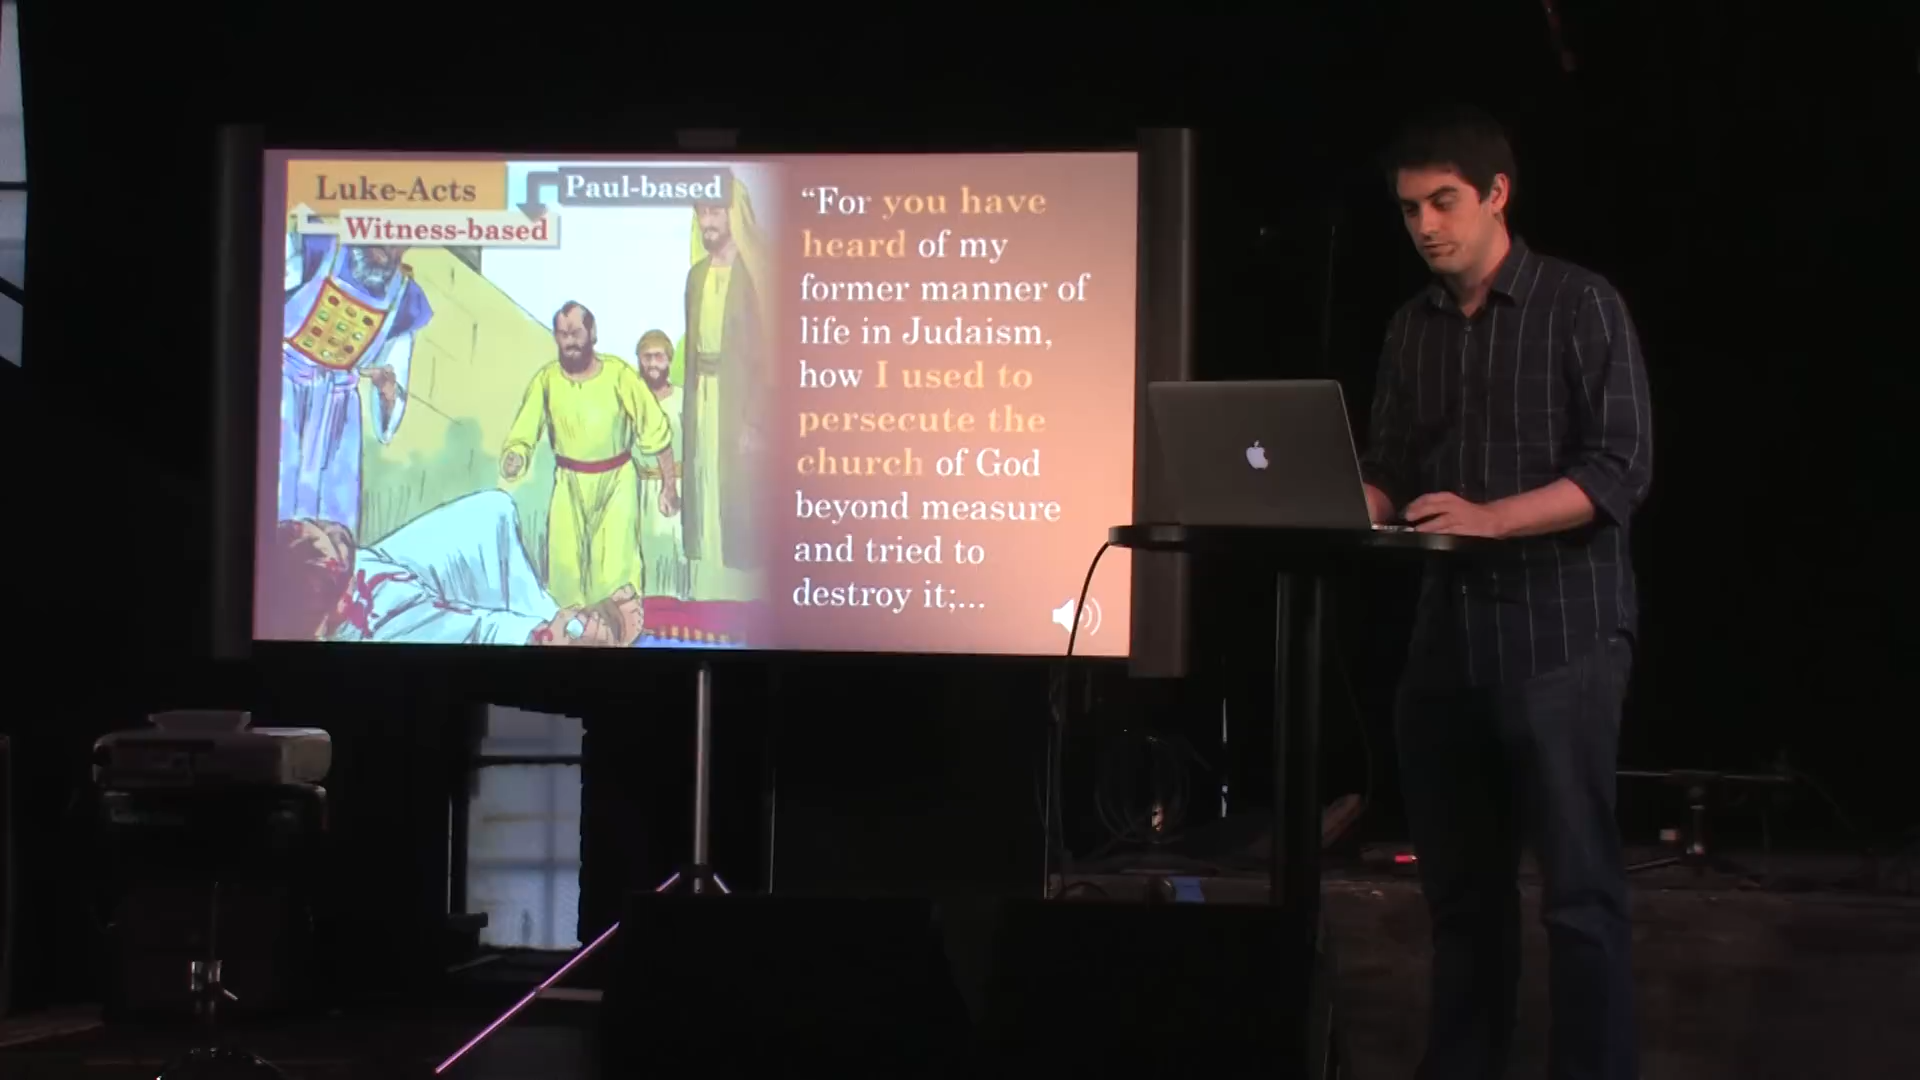 Luke-Acts
Paul-based
Witness-based
“For you have
heard of my
former manner of
life in Judaism,
how I used to
persecute the
church of God
beyond measure
and tried to
destroy it;...